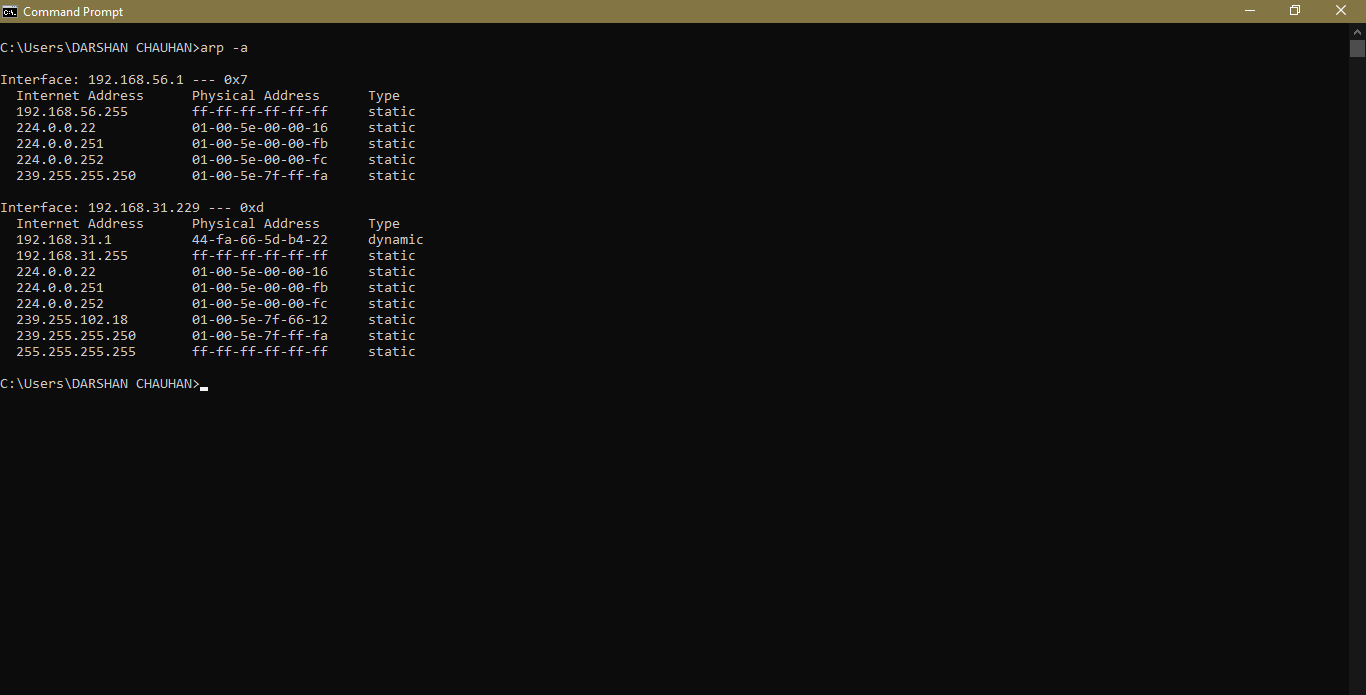 Command Prompt
C:\Users\DARSHAN CHAUHAN>arp -a
Interface: 192.168.56.1 --- 0x7
  Internet Address      Physical Address      Type
  192.168.56.255        ff-ff-ff-ff-ff-ff     static
  224.0.0.22            01-00-5e-00-00-16     static
  224.0.0.251           01-00-5e-00-00-fb     static
  224.0.0.252           01-00-5e-00-00-fc     static
  239.255.255.250       01-00-5e-7f-ff-fa     static
Interface: 192.168.31.229 --- 0xd
  Internet Address      Physical Address      Type
  192.168.31.1          44-fa-66-5d-b4-22     dynamic
  192.168.31.255        ff-ff-ff-ff-ff-ff     static
  224.0.0.22            01-00-5e-00-00-16     static
  224.0.0.251           01-00-5e-00-00-fb     static
  224.0.0.252           01-00-5e-00-00-fc     static
  239.255.102.18        01-00-5e-7f-66-12     static
  239.255.255.250       01-00-5e-7f-ff-fa     static
  255.255.255.255       ff-ff-ff-ff-ff-ff     static
C:\Users\DARSHAN CHAUHAN>